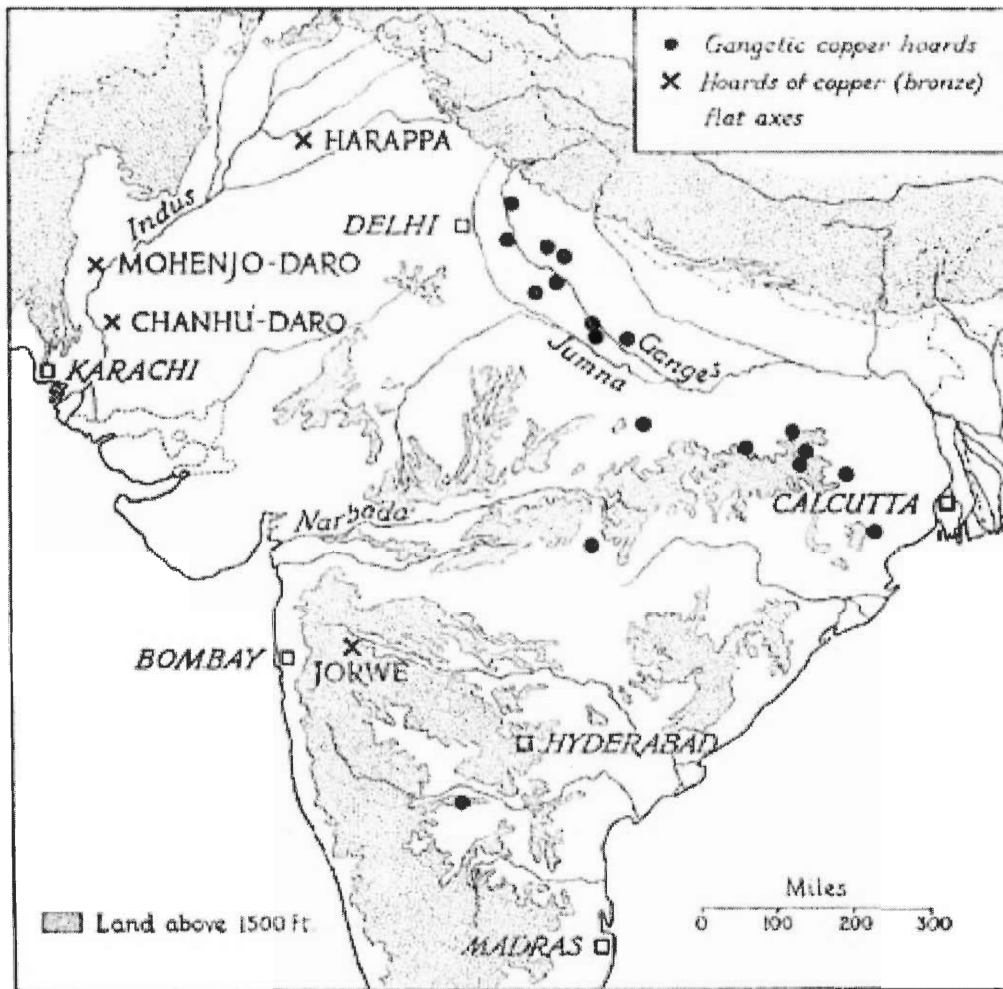 Gangetic copper hoards
Hoards of copper (bronze)
flat axes
HARAPPA
Indus
DELHI
MOHENJO-DARO
CHANHU-DARO
KARACHI
Jumna
Ganges
CALCUTTA
Narbada
BOMBAY
JORWE
HYDERABAD
Miles
0 100 200 300
Land above 1500 ft.
MADRAS